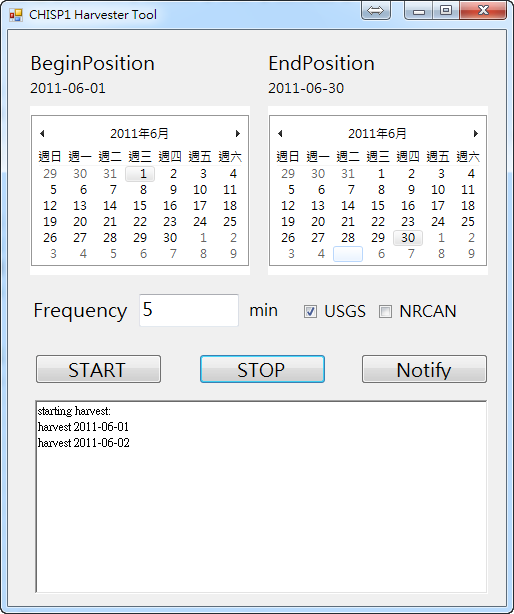 CHISP1 Harvester Tool
BeginPosition
2011-06-01
2011年6月
週日 週一 週二 週三 週四 週五 週六
29 30 31 1 2 3 4
5 6 7 8 9 10 11
12 13 14 15 16 17 18
19 20 21 22 23 24 25
26 27 28 29 30 1 2
3 4 5 6 7 8 9
EndPosition
2011-06-30
2011年6月
週日 週一 週二 週三 週四 週五 週六
29 30 31 1 2 3 4
5 6 7 8 9 10 11
12 13 14 15 16 17 18
19 20 21 22 23 24 25
26 27 28 29 30 1 2
3 4 6 7 8 9
Frequency 5 min USGS NRCAN
START STOP Notify
starting harvest:
harvest 2011-06-01
harvest 2011-06-02